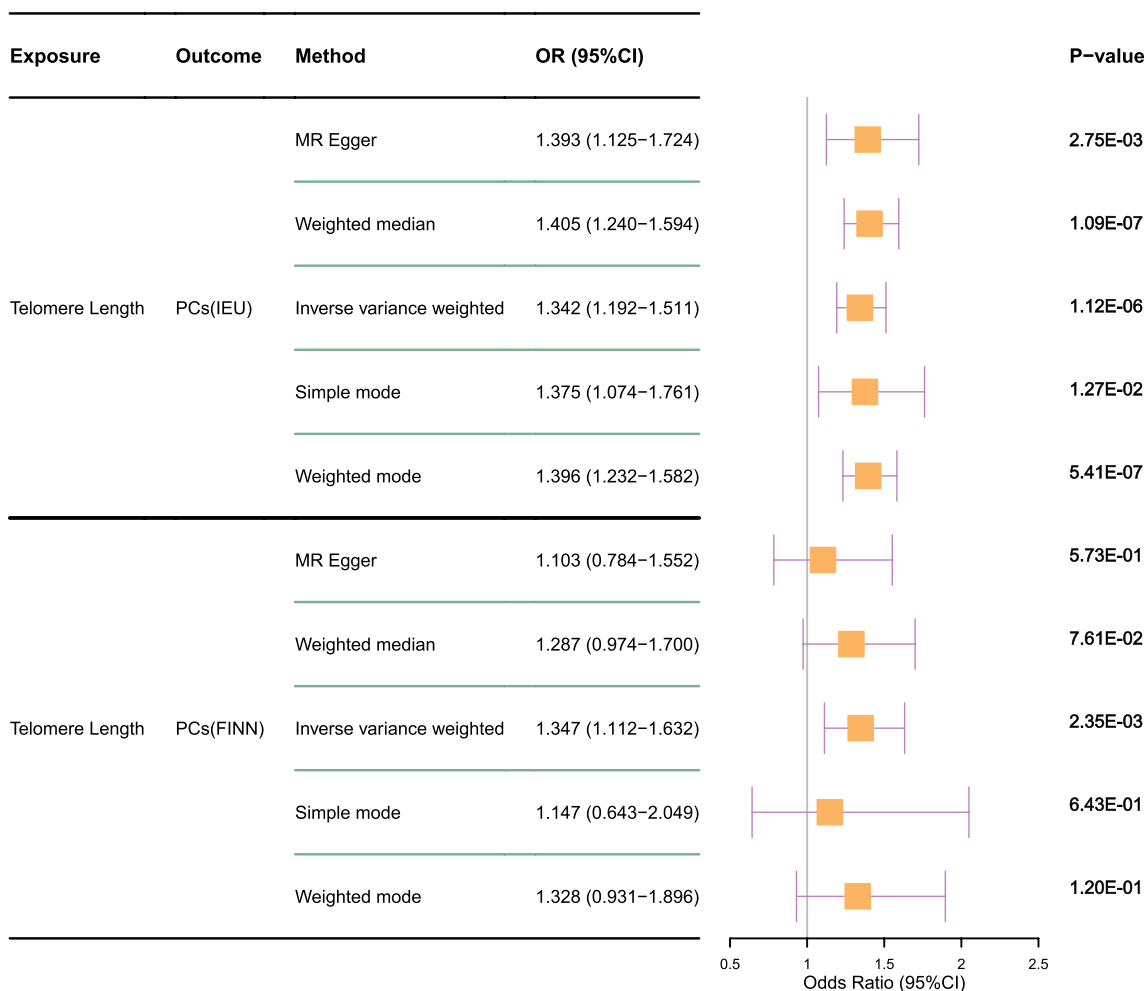 Exposure Outcome Method OR (95%CI) P−value
MR Egger 1.393 (1.125−1.724) 2.75E-03
Weighted median 1.405 (1.240−1.594) 1.09E-07
Telomere Length PCs(IEU) Inverse variance weighted 1.342 (1.192−1.511) 1.12E-06
Simple mode 1.375 (1.074−1.761) 1.27E-02
Weighted mode 1.396 (1.232−1.582) 5.41E-07
MR Egger 1.103 (0.784−1.552) 5.73E-01
Weighted median 1.287 (0.974−1.700) 7.61E-02
Telomere Length PCs(FINN) Inverse variance weighted 1.347 (1.112−1.632) 2.35E-03
Simple mode 1.147 (0.643−2.049) 6.43E-01
Weighted mode 1.328 (0.931−1.896) 1.20E-01
0.5 1 1.5 2 2.5
Odds Ratio (95%CI)